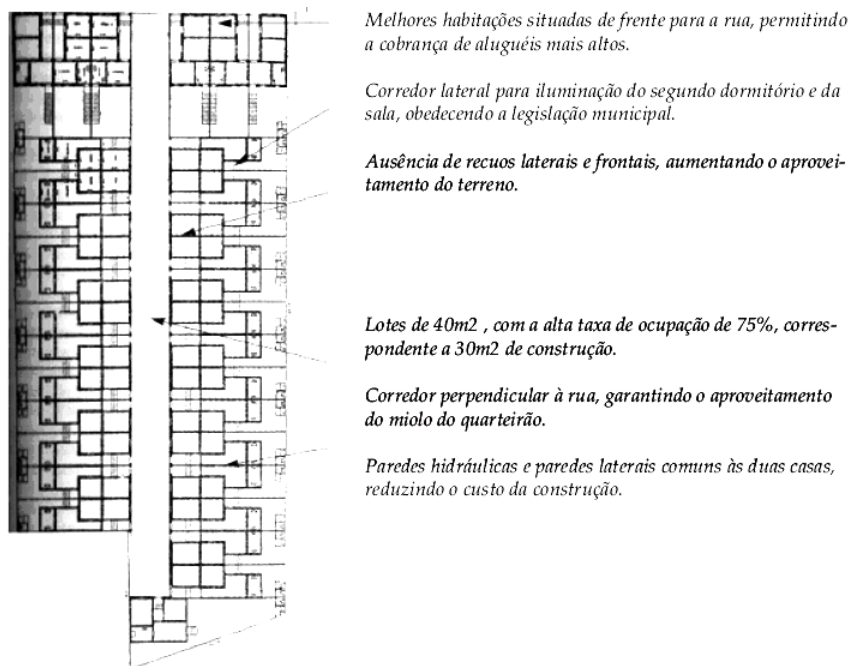 Melhores habitações situadas de frente para a rua, permitindo
a cobrança de aluguéis mais altos.
Corredor lateral para iluminação do segundo dormitório e da
sala, obedecendo a legislação municipal.
Ausência de recuos laterais e frontais, aumentando o aprovei-
tamento do terreno.
Lotes de 40m2 , com a alta taxa de ocupação de 75%, corres-
pondente a 30m2 de construção.
Corredor perpendicular à rua, garantindo o aproveitamento
do miolo do quarteirão.
Paredes hidráulicas e paredes laterais comuns às duas casas,
reduzindo o custo da construção.